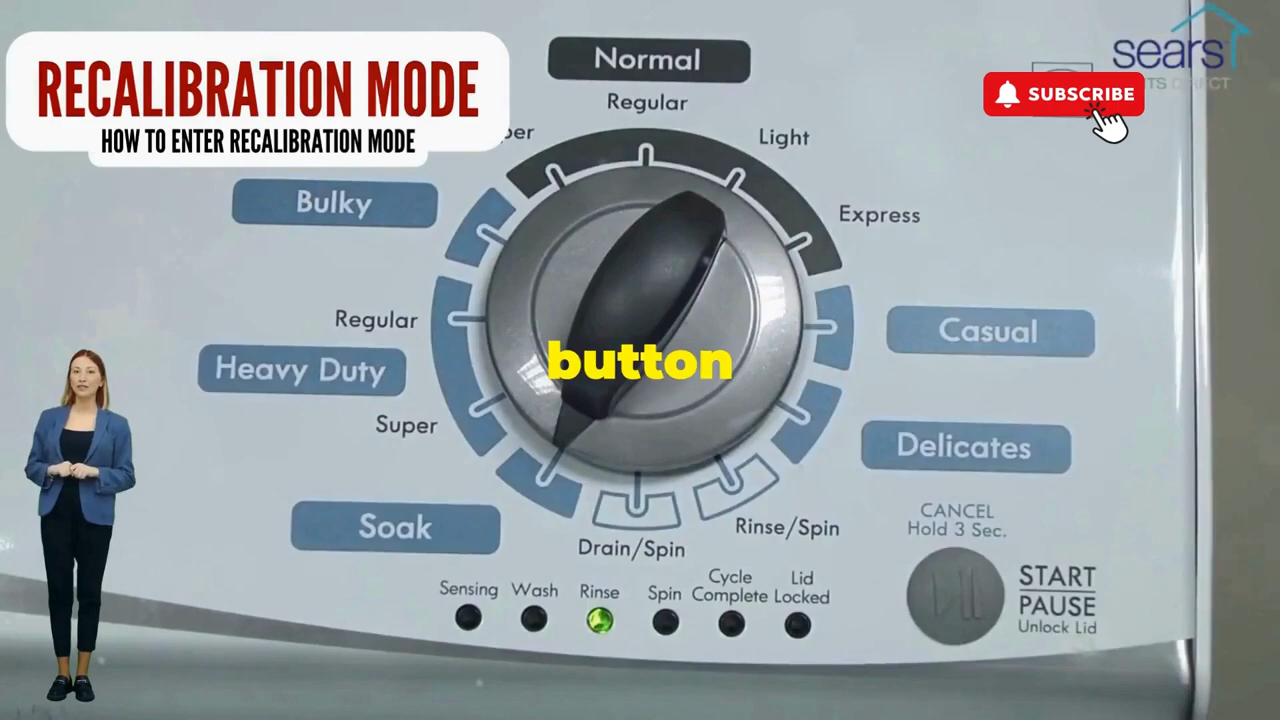 RECALIBRATION MODE
HOW TO ENTER RECALIBRATION MODE
sears
SUBSCRIBE
Normal
Regular
Light
Express
Bulky
Regular
Heavy Duty
Super
Casual
Delicates
button
Soak
Drain/Spin
Rinse/Spin
CANCEL
Hold 3 Sec.
START
PAUSE
Unlock Lid
Sensing
Wash
Rinse
Spin
Cycle
Complete
Lid
Locked